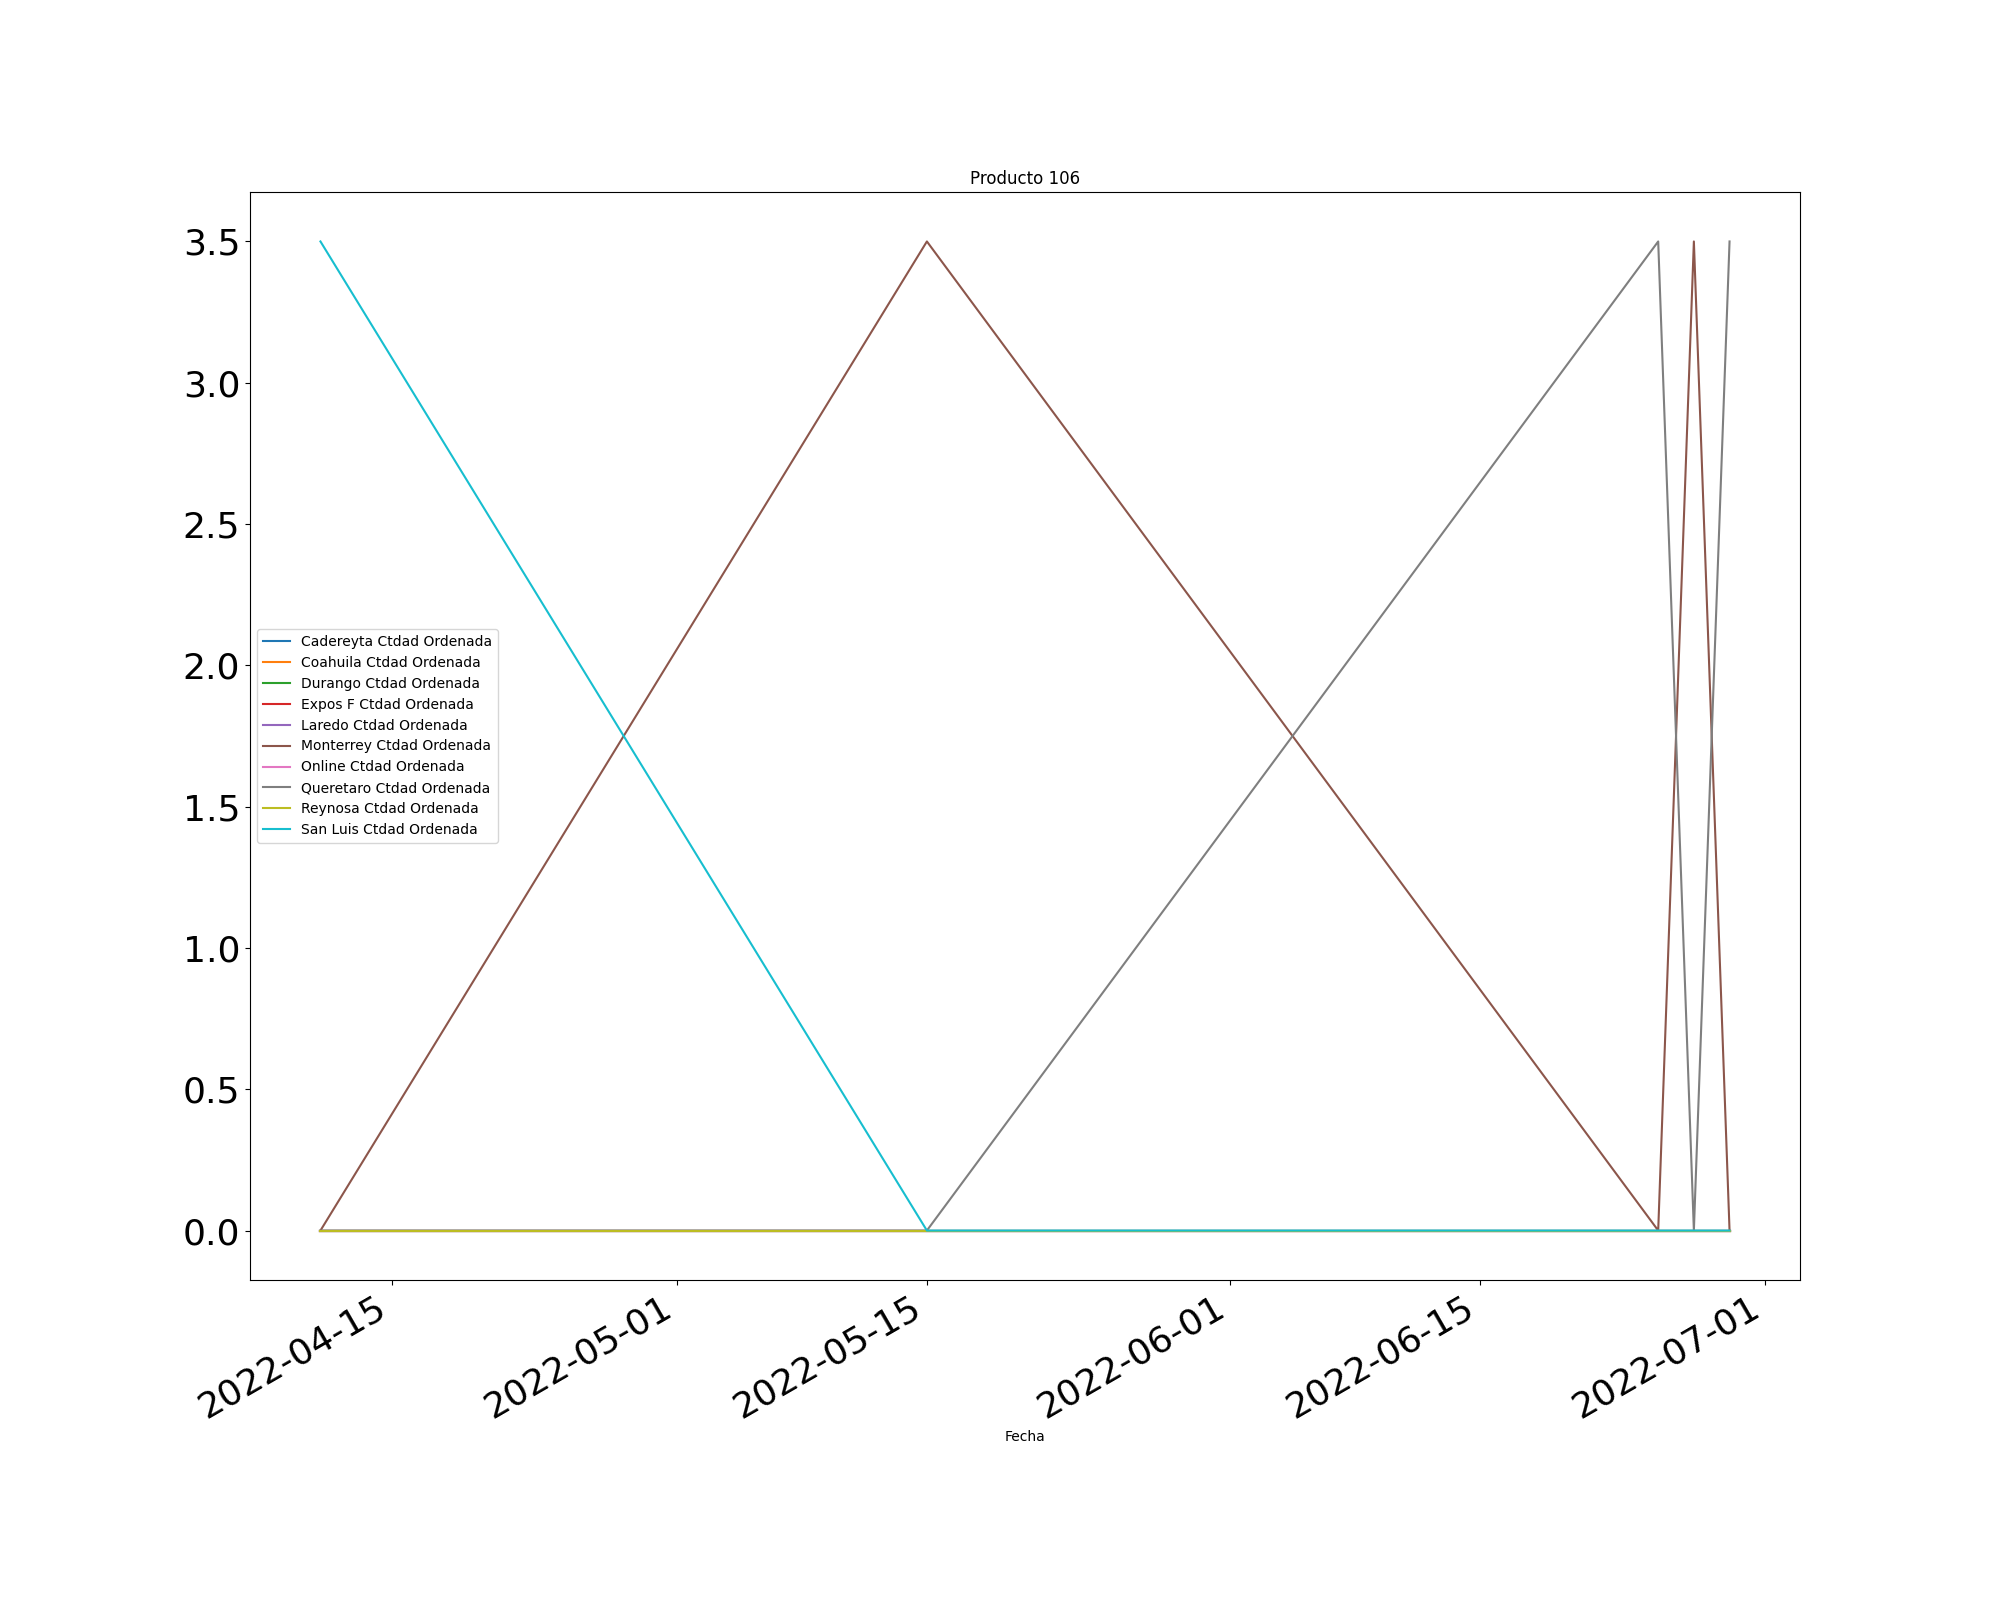 Producto 106
3.5
3.0
2.5
2.0
1.5
1.0
0.5
0.0
Cadereyta Ctdad Ordenada
Coahuila Ctdad Ordenada
Durango Ctdad Ordenada
Expos F Ctdad Ordenada
Laredo Ctdad Ordenada
Monterrey Ctdad Ordenada
Online Ctdad Ordenada
Queretaro Ctdad Ordenada
Reynosa Ctdad Ordenada
San Luis Ctdad Ordenada
2022-04-15
2022-05-01
2022-05-15
2022-06-01
2022-06-15
2022-07-01
Fecha